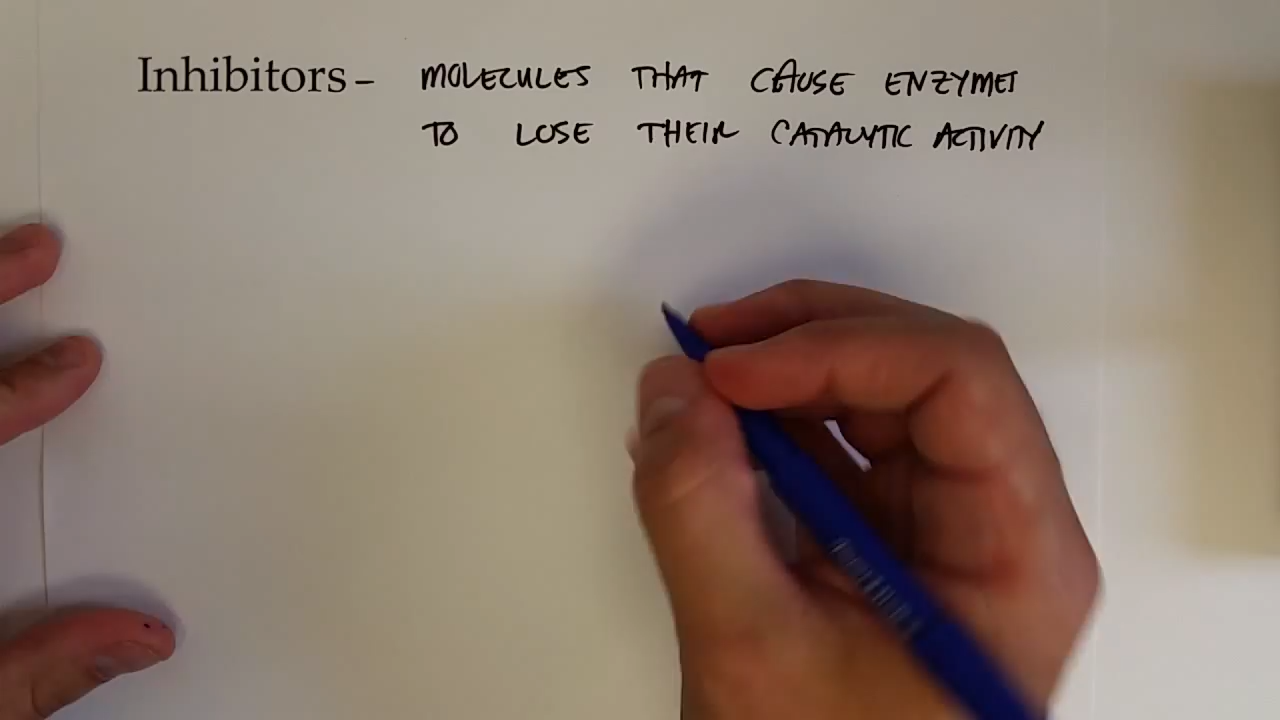 Inhibitors – MOLECULES THAT CAUSE ENZYMES
TO LOSE THEIR CATALYTIC ACTIVITY